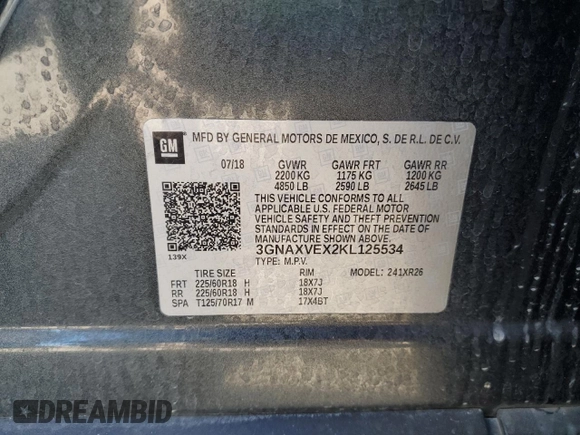 GM
MFD BY GENERAL MOTORS DE MEXICO, S. DE R.L. DE C.V.
07/18 GVWR GAWR FRT GAWR RR
2200 KG 1175 KG 1200 KG
4850 LB 2590 LB 2645 LB
THIS VEHICLE CONFORMS TO ALL
APPLICABLE U.S. FEDERAL MOTOR
VEHICLE SAFETY AND THEFT PREVENTION
STANDARDS IN EFFECT ON THE DATE OF
MANUFACTURE SHOWN ABOVE.
139X 3GNAXVEX2KL125534
TYPE: M.P.V.
TIRE SIZE RIM MODEL: 241XR26
FRT 225/60R18 H 18X7J
RR 225/60R18 H 18X7J
SPA T125/70R17 M 17X4BT
DREAMBID